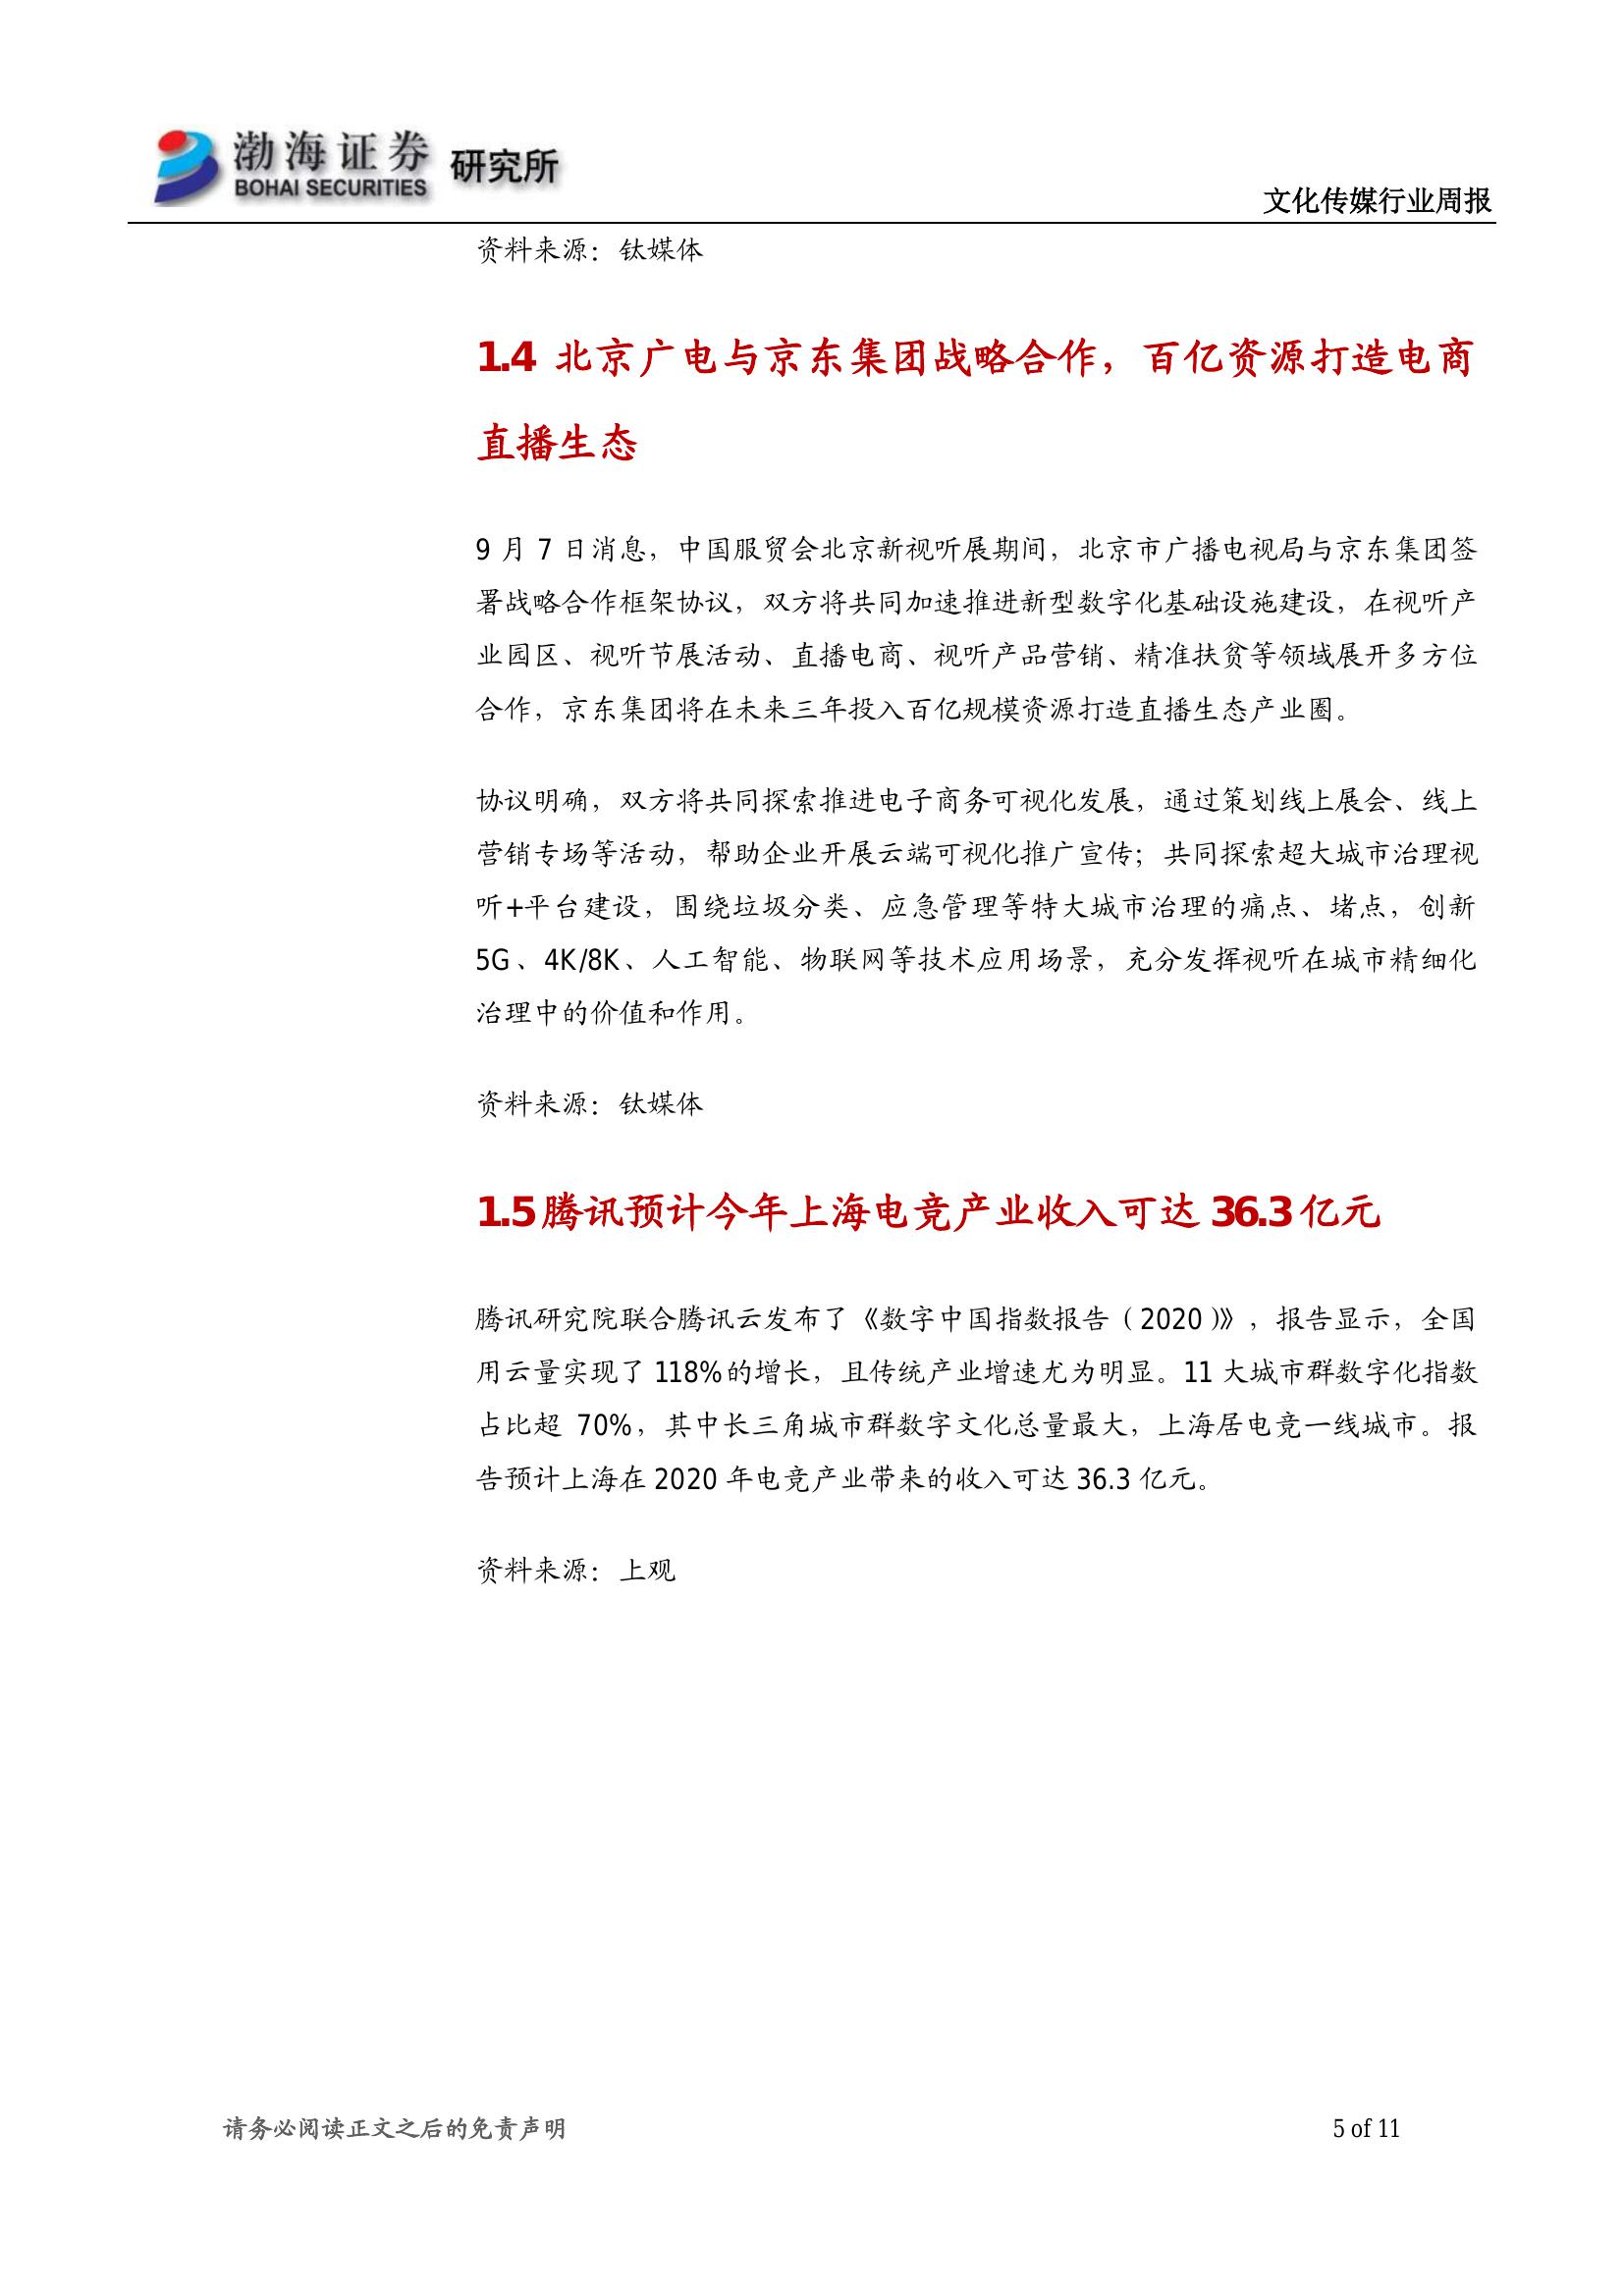 渤海证券
BOHAI SECURITIES
研究所
文化传媒行业周报
资料来源：钛媒体
1.4 北京广电与京东集团战略合作，百亿资源打造电商
直播生态
9 月 7 日消息，中国服贸会北京新视听展期间，北京市广播电视局与京东集团签
署战略合作框架协议，双方将共同加速推进新型数字化基础设施建设，在视听产
业园区、视听节展活动、直播电商、视听产品营销、精准扶贫等领域展开多方位
合作，京东集团将在未来三年投入百亿规模资源打造直播生态产业圈。
协议明确，双方将共同探索推进电子商务可视化发展，通过策划线上展会、线上
营销专场等活动，帮助企业开展云端可视化推广宣传；共同探索超大城市治理视
听+平台建设，围绕垃圾分类、应急管理等特大城市治理的痛点、堵点，创新
5G、4K/8K、人工智能、物联网等技术应用场景，充分发挥视听在城市精细化
治理中的价值和作用。
资料来源：钛媒体
1.5 腾讯预计今年上海电竞产业收入可达 36.3 亿元
腾讯研究院联合腾讯云发布了《数字中国指数报告（2020）》，报告显示，全国
用云量实现了 118%的增长，且传统产业增速尤为明显。11 大城市群数字化指数
占比超 70%，其中长三角城市群数字文化总量最大，上海居电竞一线城市。报
告预计上海在 2020 年电竞产业带来的收入可达 36.3 亿元。
资料来源：上观
请务必阅读正文之后的免责声明
5 of 11